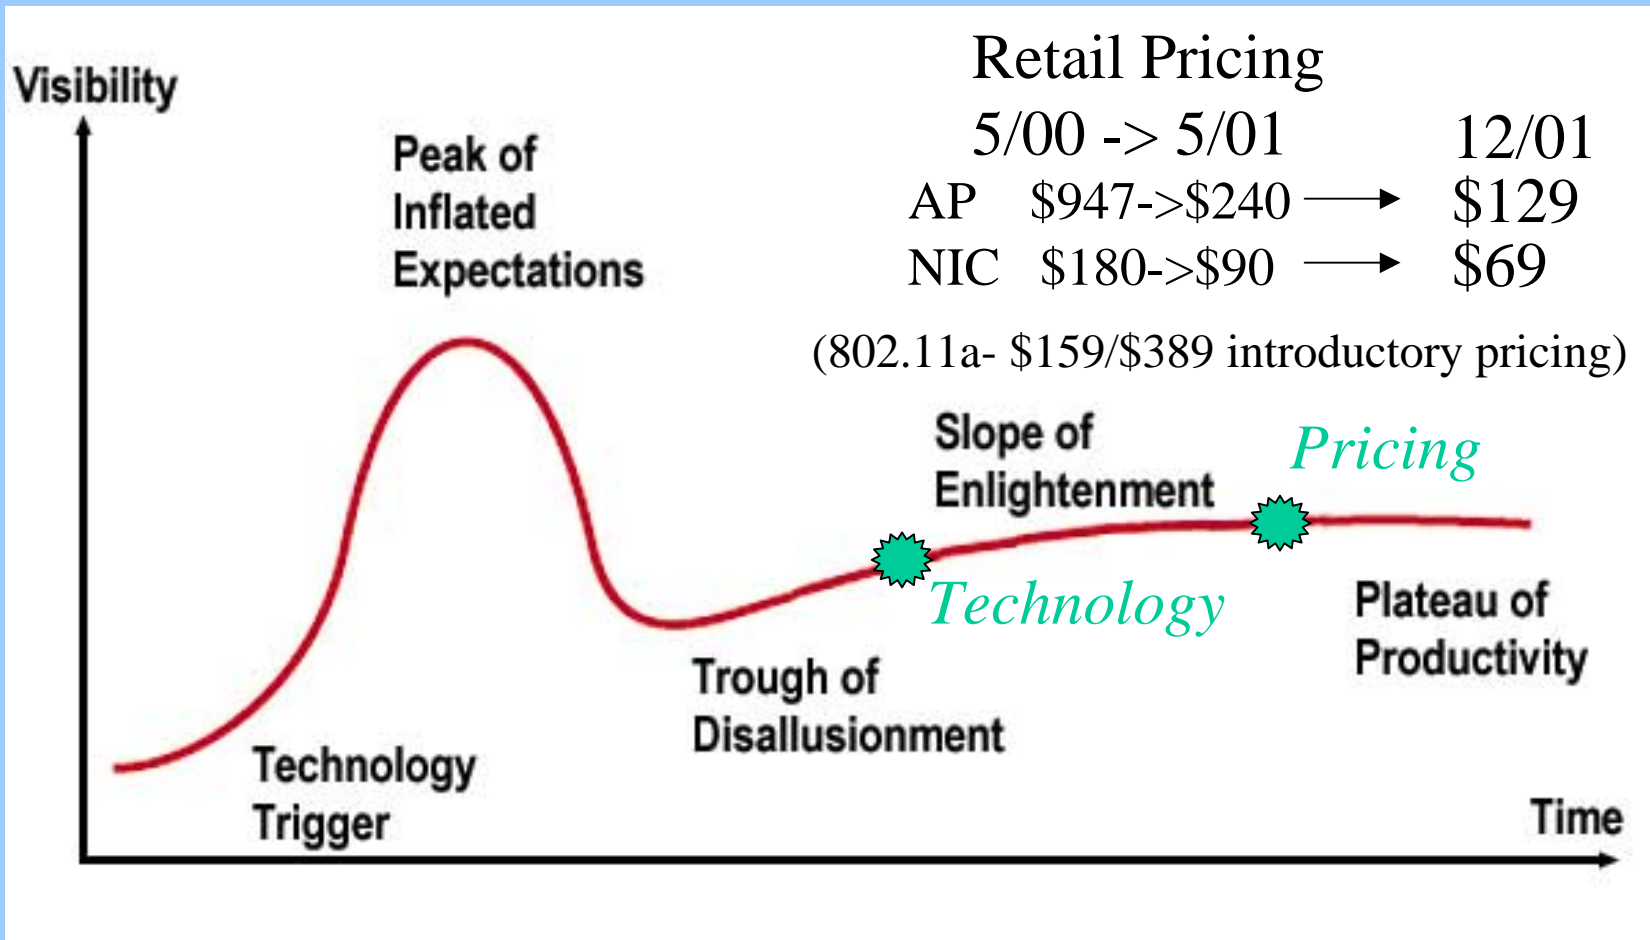 Retail Pricing
Visibility
5/00 -> 5/01 12/01
AP $947->$240 $129
NIC $180->$90 $69
(802.11a- $159/$389 introductory pricing)
Peak of
Inflated
Expectations
Slope of
Enlightenment
Pricing
Technology
Plateau of
Productivity
Trough of
Disallusionment
Technology
Trigger
Time